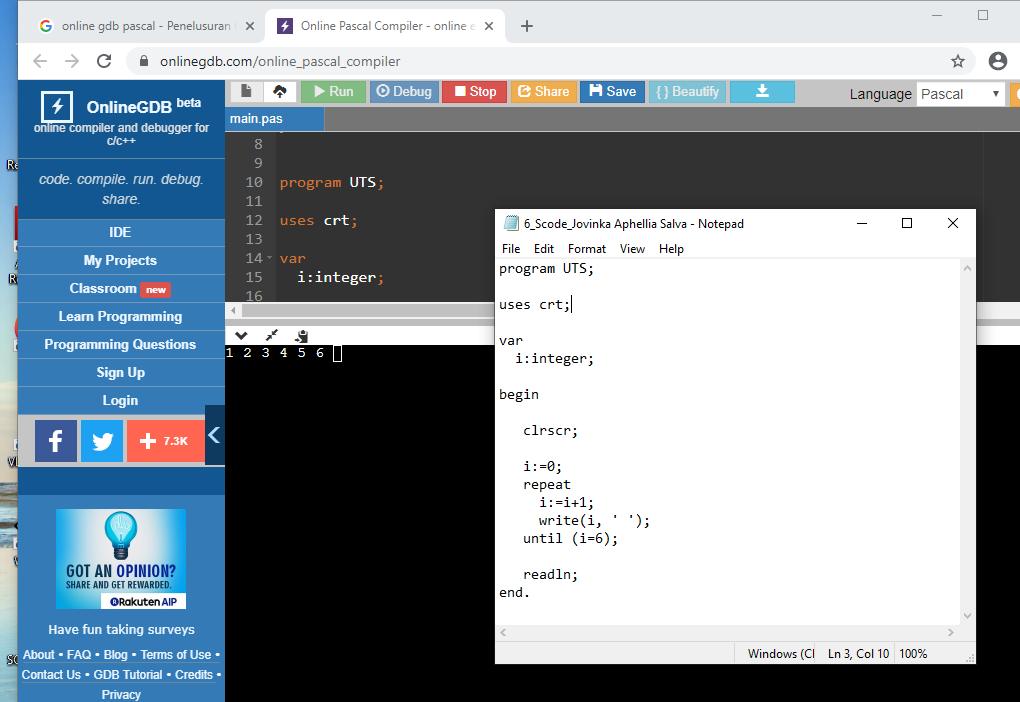 online gdb pascal - Penelusuran
Online Pascal Compiler - online e
onlinegdb.com/online_pascal_compiler
OnlineGDB beta
online compiler and debugger for
c/c++
code. compile. run. debug.
share.
IDE
My Projects
Classroom new
Learn Programming
Programming Questions
Sign Up
Login
7.3K
GOT AN OPINION?
SHARE AND GET REWARDED.
Rakuten AIP
Have fun taking surveys
About • FAQ • Blog • Terms of Use •
Contact Us • GDB Tutorial • Credits •
Privacy
Run Debug Stop Share Save { } Beautify
Language Pascal
main.pas
8
9
10 program UTS;
11
12 uses crt;
13
14 var
15 i:integer;
16
1 2 3 4 5 6
6_Scode_Jovinka Aphellia Salva - Notepad
File Edit Format View Help
program UTS;
uses crt;
var
i:integer;
begin
clrscr;
i:=0;
repeat
i:=i+1;
write(i, ' ');
until (i=6);
readln;
end.
Windows (Cl Ln 3, Col 10 100%